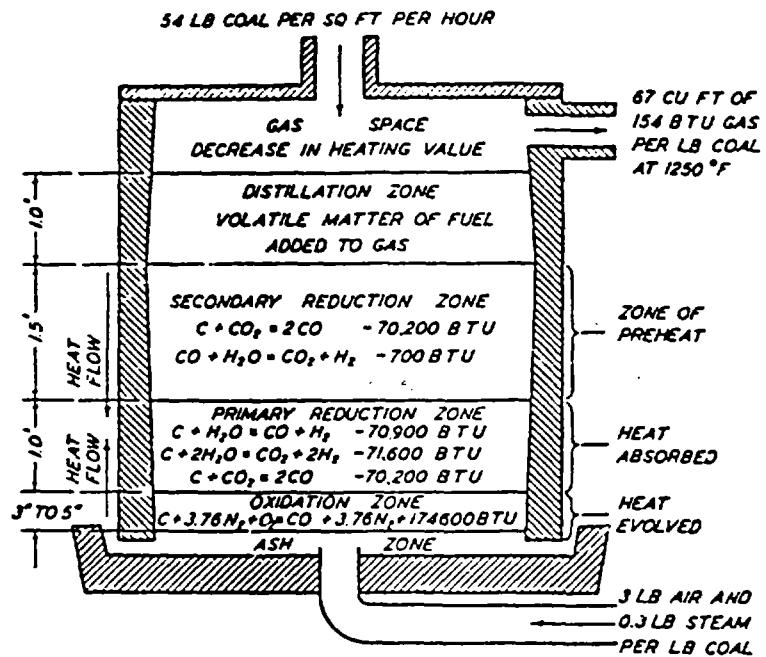 54 LB COAL PER SQ FT PER HOUR
67 CU FT OF
154 BTU GAS
PER LB COAL
AT 1250 °F
GAS SPACE
DECREASE IN HEATING VALUE
1.0'
DISTILLATION ZONE
VOLATILE MATTER OF FUEL
ADDED TO GAS
1.5'
HEAT FLOW
SECONDARY REDUCTION ZONE
C + CO₂ = 2CO -70,200 BTU
CO + H₂O = CO₂ + H₂ -700 BTU
ZONE OF
PREHEAT
1.0'
HEAT FLOW
PRIMARY REDUCTION ZONE
C + H₂O = CO + H₂ -70,900 BTU
C + 2H₂O = CO₂ + 2H₂ -71,600 BTU
C + CO₂ = 2CO -70,200 BTU
HEAT
ABSORBED
3" TO 5"
OXIDATION ZONE
C + 3.76N₂ + O₂ = CO + 3.76N₂ + 174600 BTU
HEAT
EVOLVED
ASH ZONE
3 LB AIR AND
0.3 LB STEAM
PER LB COAL